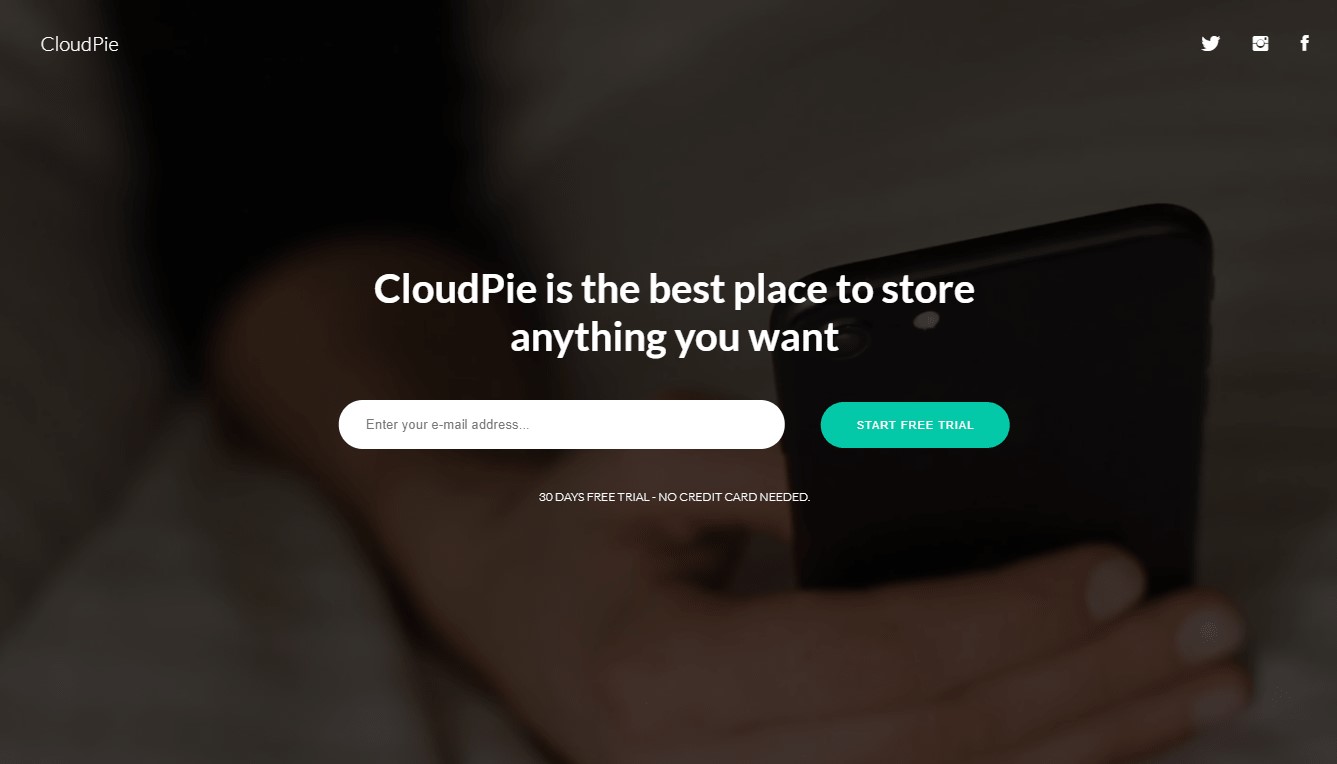 CloudPie
CloudPie is the best place to store
anything you want
Enter your e-mail address...
START FREE TRIAL
30 DAYS FREE TRIAL - NO CREDIT CARD NEEDED.